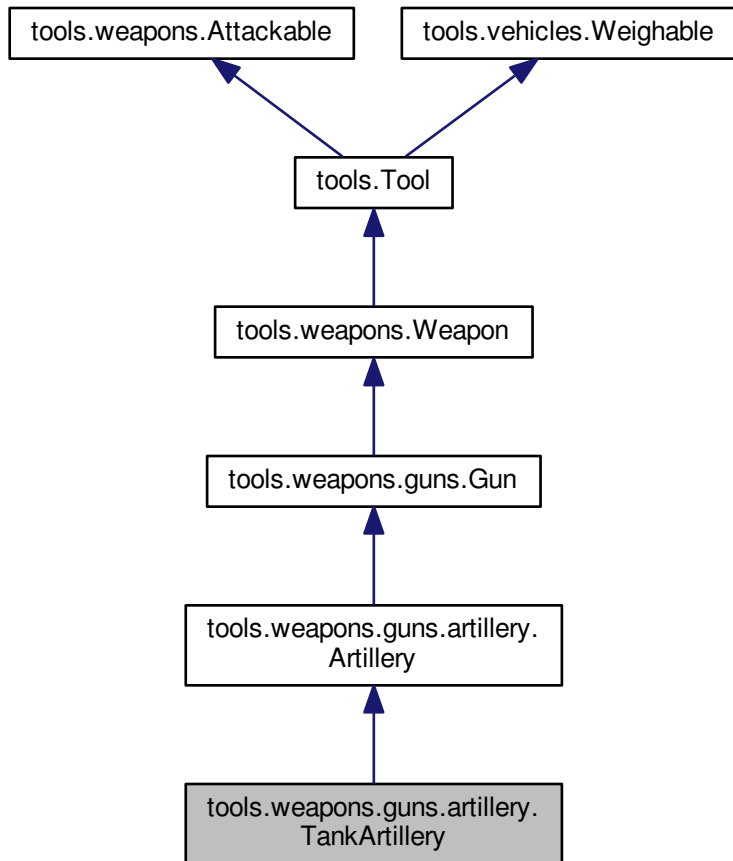 tools.weapons.Attackable
tools.vehicles.Weighable
tools.Tool
tools.weapons.Weapon
tools.weapons.guns.Gun
tools.weapons.guns.artillery.
Artillery
tools.weapons.guns.artillery.
TankArtillery